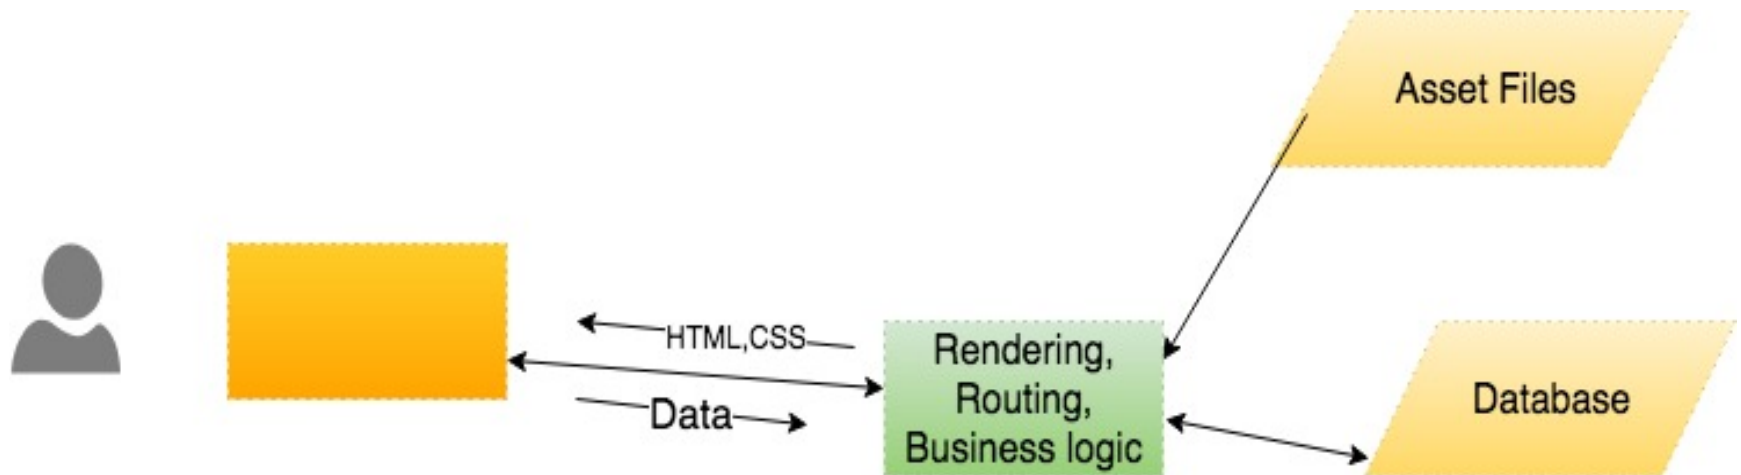 Asset Files
HTML,CSS
Rendering,
Routing,
Business logic
Data
Database